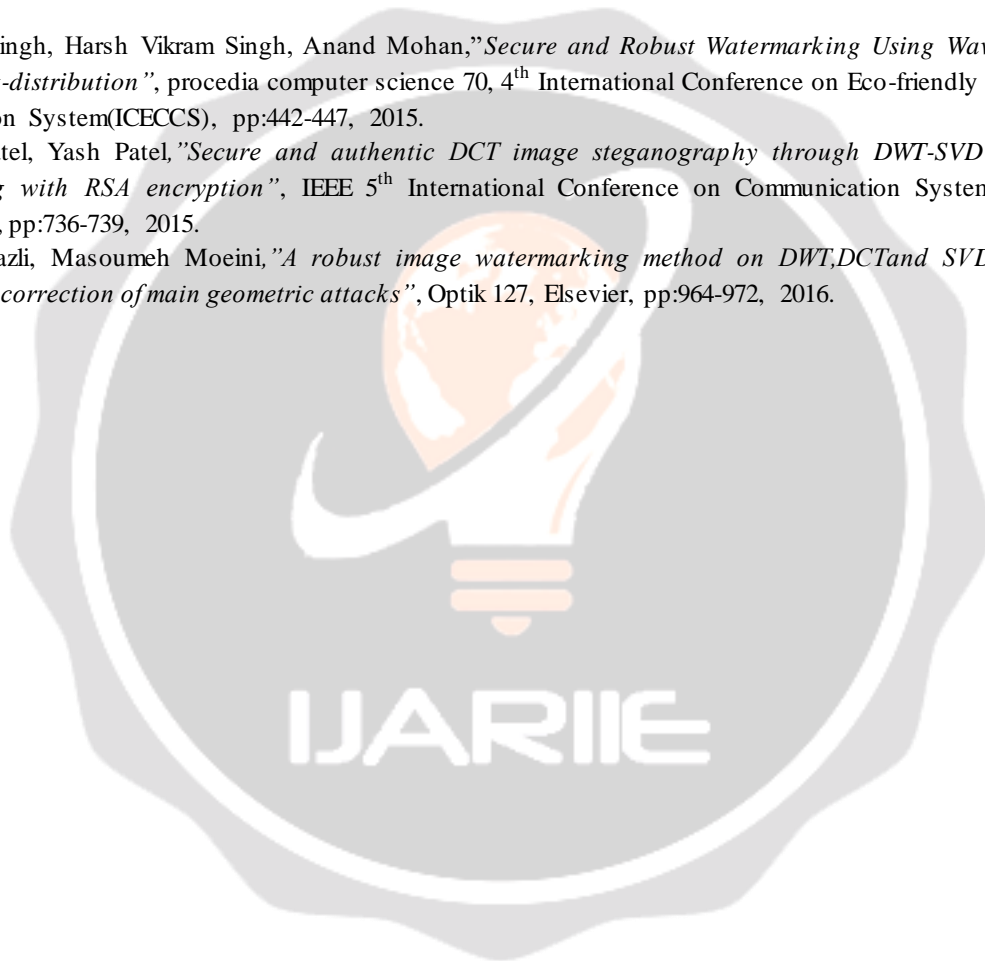 ingh, Harsh Vikram Singh, Anand Mohan,”Secure and Robust Watermarking Using Wav
-distribution”, procedia computer science 70, 4th International Conference on Eco-friendly
on System(ICECCS), pp:442-447, 2015.
tel, Yash Patel,”Secure and authentic DCT image steganography through DWT-SVD
g with RSA encryption”, IEEE 5th International Conference on Communication System
, pp:736-739, 2015.
azli, Masoumeh Moeini,”A robust image watermarking method on DWT,DCTand SVD
correction of main geometric attacks”, Optik 127, Elsevier, pp:964-972, 2016.
IJARIIE